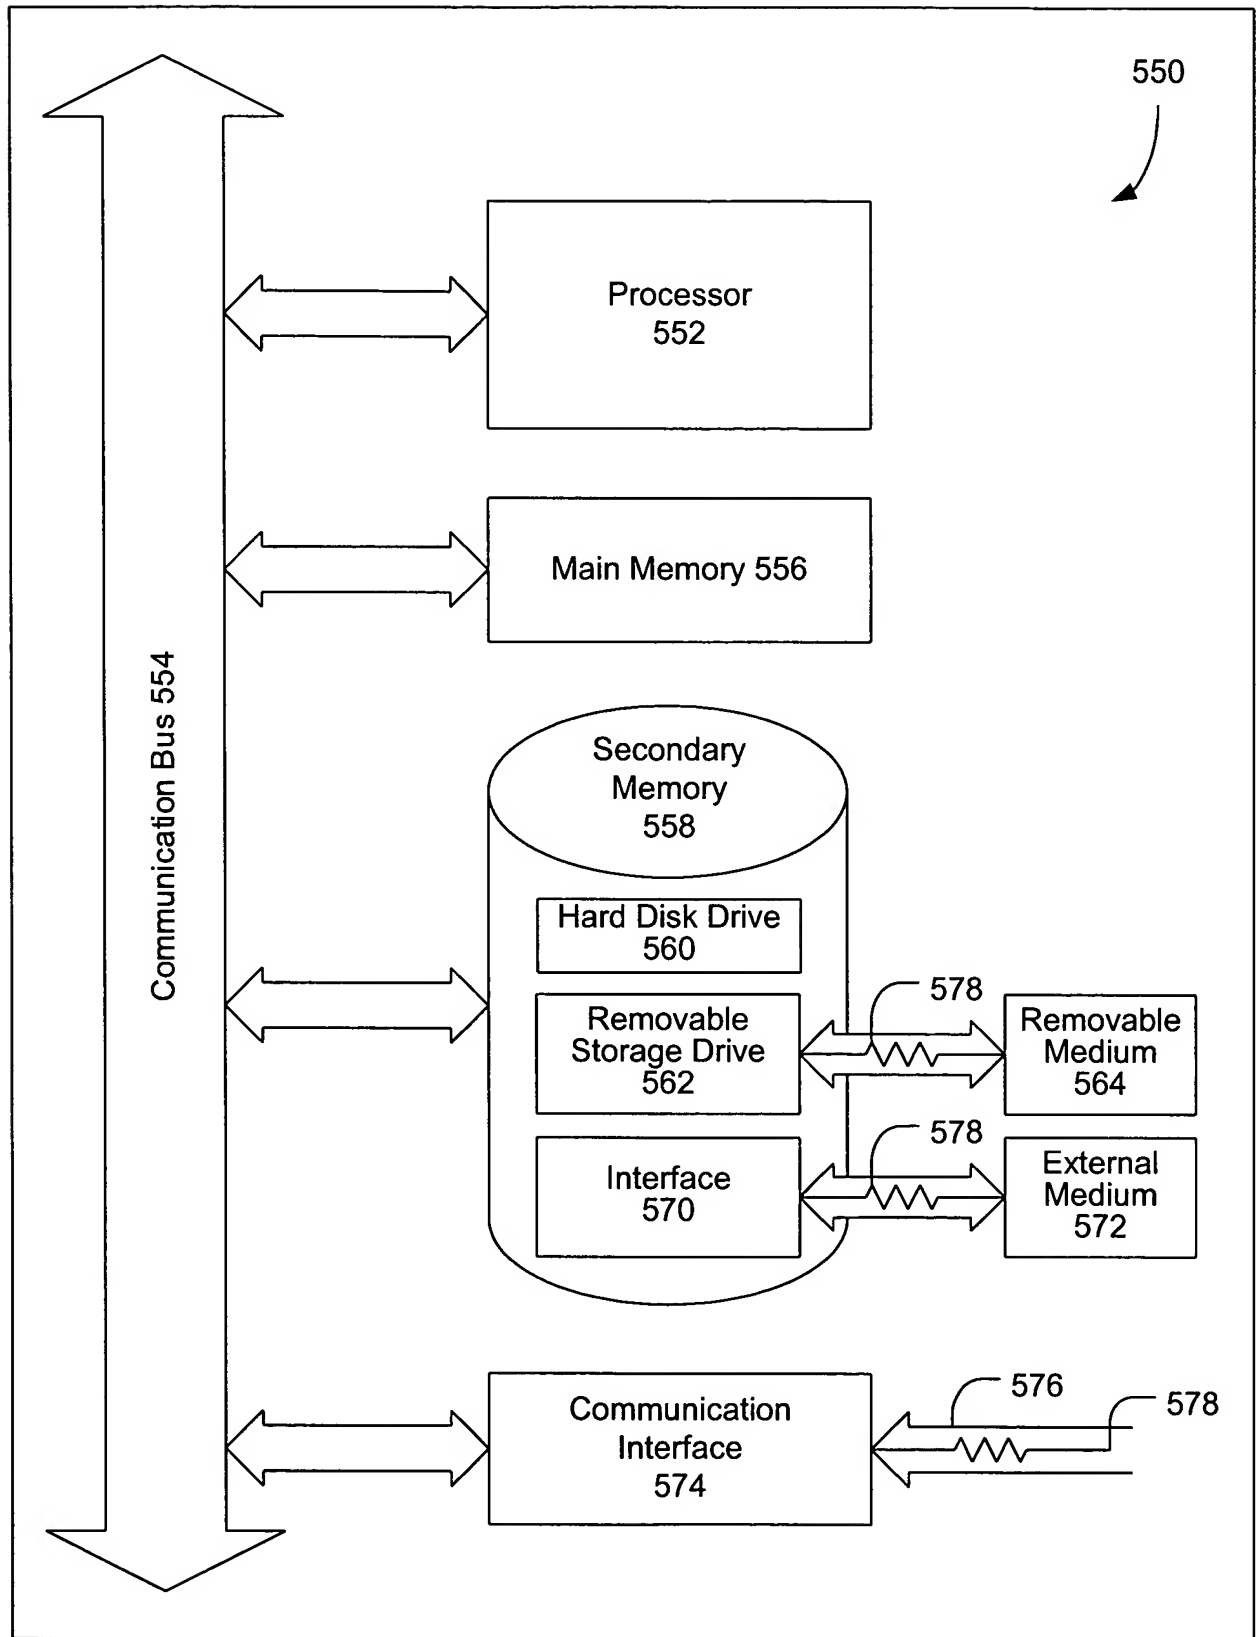 550
Processor
552
Main Memory 556
Communication Bus 554
Secondary
Memory
558
Hard Disk Drive
560
578
Removable
Storage Drive
562
Removable
Medium
564
578
Interface
570
External
Medium
572
576
578
Communication
Interface
574